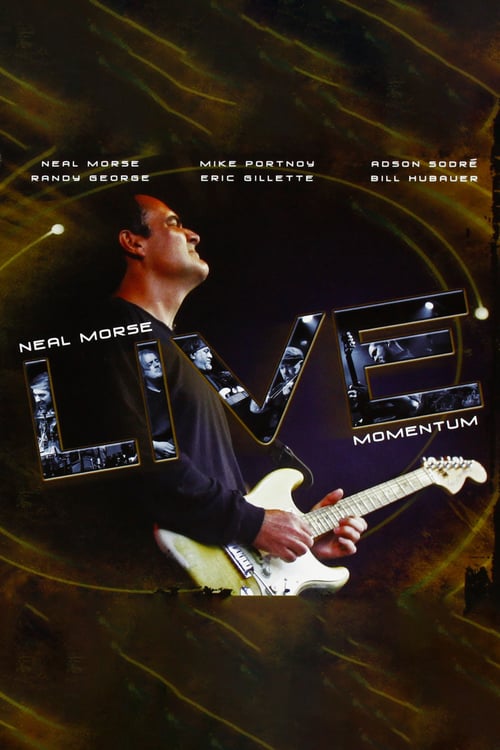 NEAL MORSE MIKE PORTNOY ADSON SODRÉ
RANDY GEORGE ERIC GILLETTE BILL HUBAUER
NEAL MORSE
LIVE
MOMENTUM